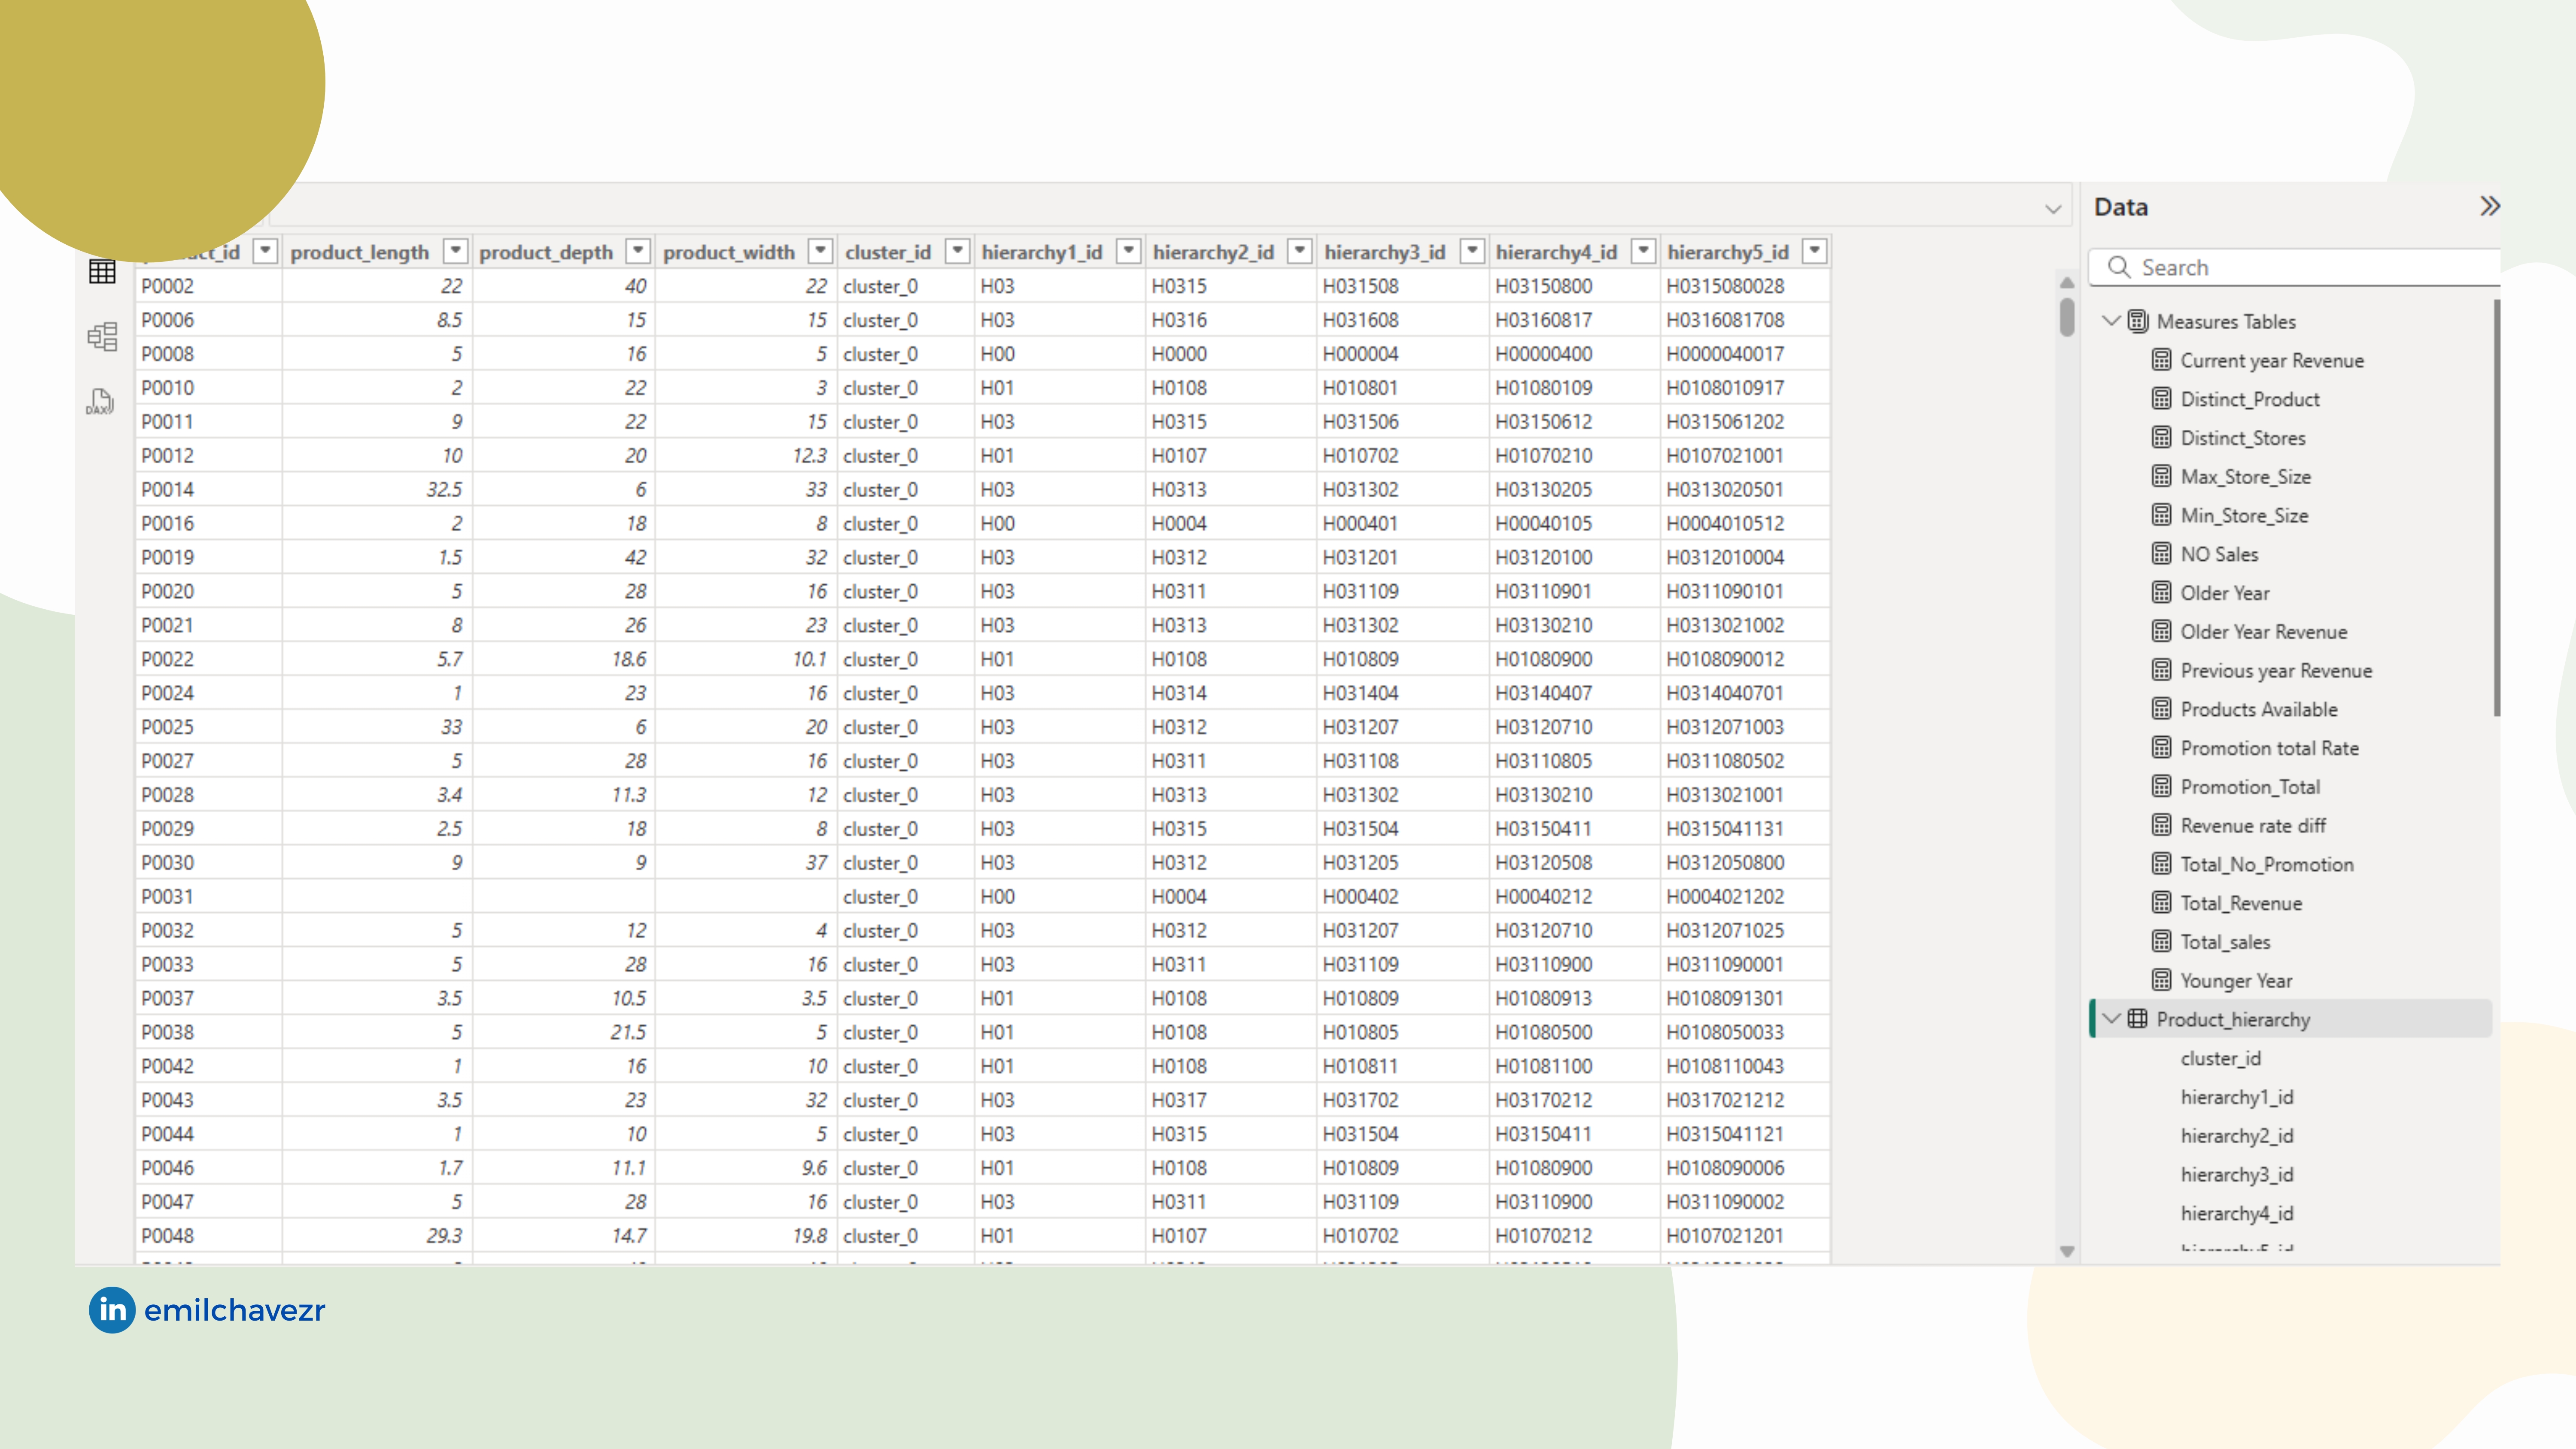 ct_id product_length product_depth product_width cluster_id hierarchy1_id hierarchy2_id hierarchy3_id hierarchy4_id hierarchy5_id
P0002 22 40 22 cluster_0 H03 H0315 H031508 H03150800 H0315080028
P0006 8.5 15 15 cluster_0 H03 H0316 H031608 H03160817 H0316081708
P0008 5 16 5 cluster_0 H00 H0000 H000004 H00000400 H0000040017
P0010 2 22 3 cluster_0 H01 H0108 H010801 H01080109 H0108010917
P0011 9 22 15 cluster_0 H03 H0315 H031506 H03150612 H0315061202
P0012 10 20 12.3 cluster_0 H01 H0107 H010702 H01070210 H0107021001
P0014 32.5 6 33 cluster_0 H03 H0313 H031302 H03130205 H0313020501
P0016 2 18 8 cluster_0 H00 H0004 H000401 H00040105 H0004010512
P0019 1.5 42 32 cluster_0 H03 H0312 H031201 H03120100 H0312010004
P0020 5 28 16 cluster_0 H03 H0311 H031109 H03110901 H0311090101
P0021 8 26 23 cluster_0 H03 H0313 H031302 H03130210 H0313021002
P0022 5.7 18.6 10.1 cluster_0 H01 H0108 H010809 H01080900 H0108090012
P0024 1 23 16 cluster_0 H03 H0314 H031404 H03140407 H0314040701
P0025 33 6 20 cluster_0 H03 H0312 H031207 H03120710 H0312071003
P0027 5 28 16 cluster_0 H03 H0311 H031108 H03110805 H0311080502
P0028 3.4 11.3 12 cluster_0 H03 H0313 H031302 H03130210 H0313021001
P0029 2.5 18 8 cluster_0 H03 H0315 H031504 H03150411 H0315041131
P0030 9 9 37 cluster_0 H03 H0312 H031205 H03120508 H0312050800
P0031 cluster_0 H00 H0004 H000402 H00040212 H0004021202
P0032 5 12 4 cluster_0 H03 H0312 H031207 H03120710 H0312071025
P0033 5 28 16 cluster_0 H03 H0311 H031109 H03110900 H0311090001
P0037 3.5 10.5 3.5 cluster_0 H01 H0108 H010809 H01080913 H0108091301
P0038 5 21.5 5 cluster_0 H01 H0108 H010805 H01080500 H0108050033
P0042 1 16 10 cluster_0 H01 H0108 H010811 H01081100 H0108110043
P0043 3.5 23 32 cluster_0 H03 H0317 H031702 H03170212 H0317021212
P0044 1 10 5 cluster_0 H03 H0315 H031504 H03150411 H0315041121
P0046 1.7 11.1 9.6 cluster_0 H01 H0108 H010809 H01080900 H0108090006
P0047 5 28 16 cluster_0 H03 H0311 H031109 H03110900 H0311090002
P0048 29.3 14.7 19.8 cluster_0 H01 H0107 H010702 H01070212 H0107021201
DAX
Data
Search
Measures Tables
Current year Revenue
Distinct_Product
Distinct_Stores
Max_Store_Size
Min_Store_Size
NO Sales
Older Year
Older Year Revenue
Previous year Revenue
Products Available
Promotion total Rate
Promotion_Total
Revenue rate diff
Total_No_Promotion
Total_Revenue
Total_sales
Younger Year
Product_hierarchy
cluster_id
hierarchy1_id
hierarchy2_id
hierarchy3_id
hierarchy4_id
in emilchavezr